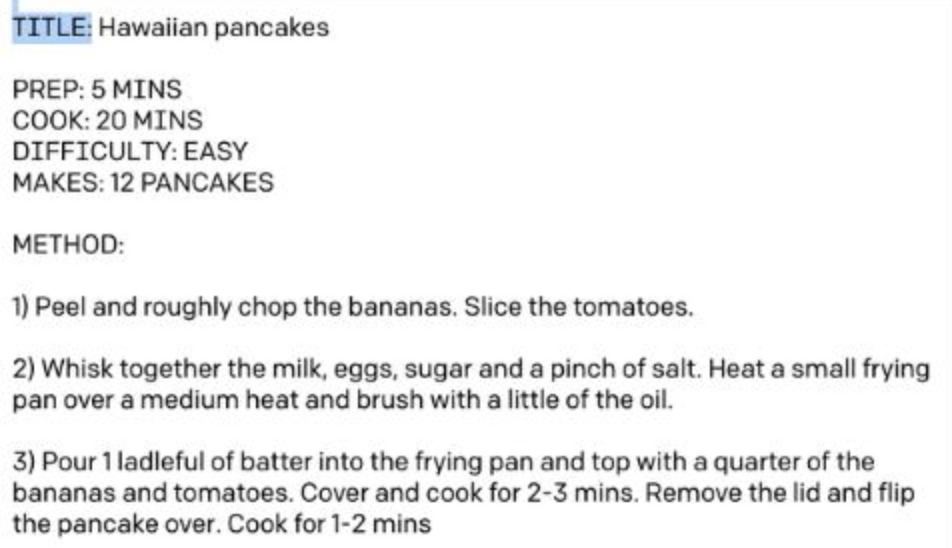 TITLE: Hawaiian pancakes
PREP: 5 MINS
COOK: 20 MINS
DIFFICULTY: EASY
MAKES: 12 PANCAKES
METHOD:
1) Peel and roughly chop the bananas. Slice the tomatoes.
2) Whisk together the milk, eggs, sugar and a pinch of salt. Heat a small frying
pan over a medium heat and brush with a little of the oil.
3) Pour 1 ladleful of batter into the frying pan and top with a quarter of the
bananas and tomatoes. Cover and cook for 2-3 mins. Remove the lid and flip
the pancake over. Cook for 1-2 mins